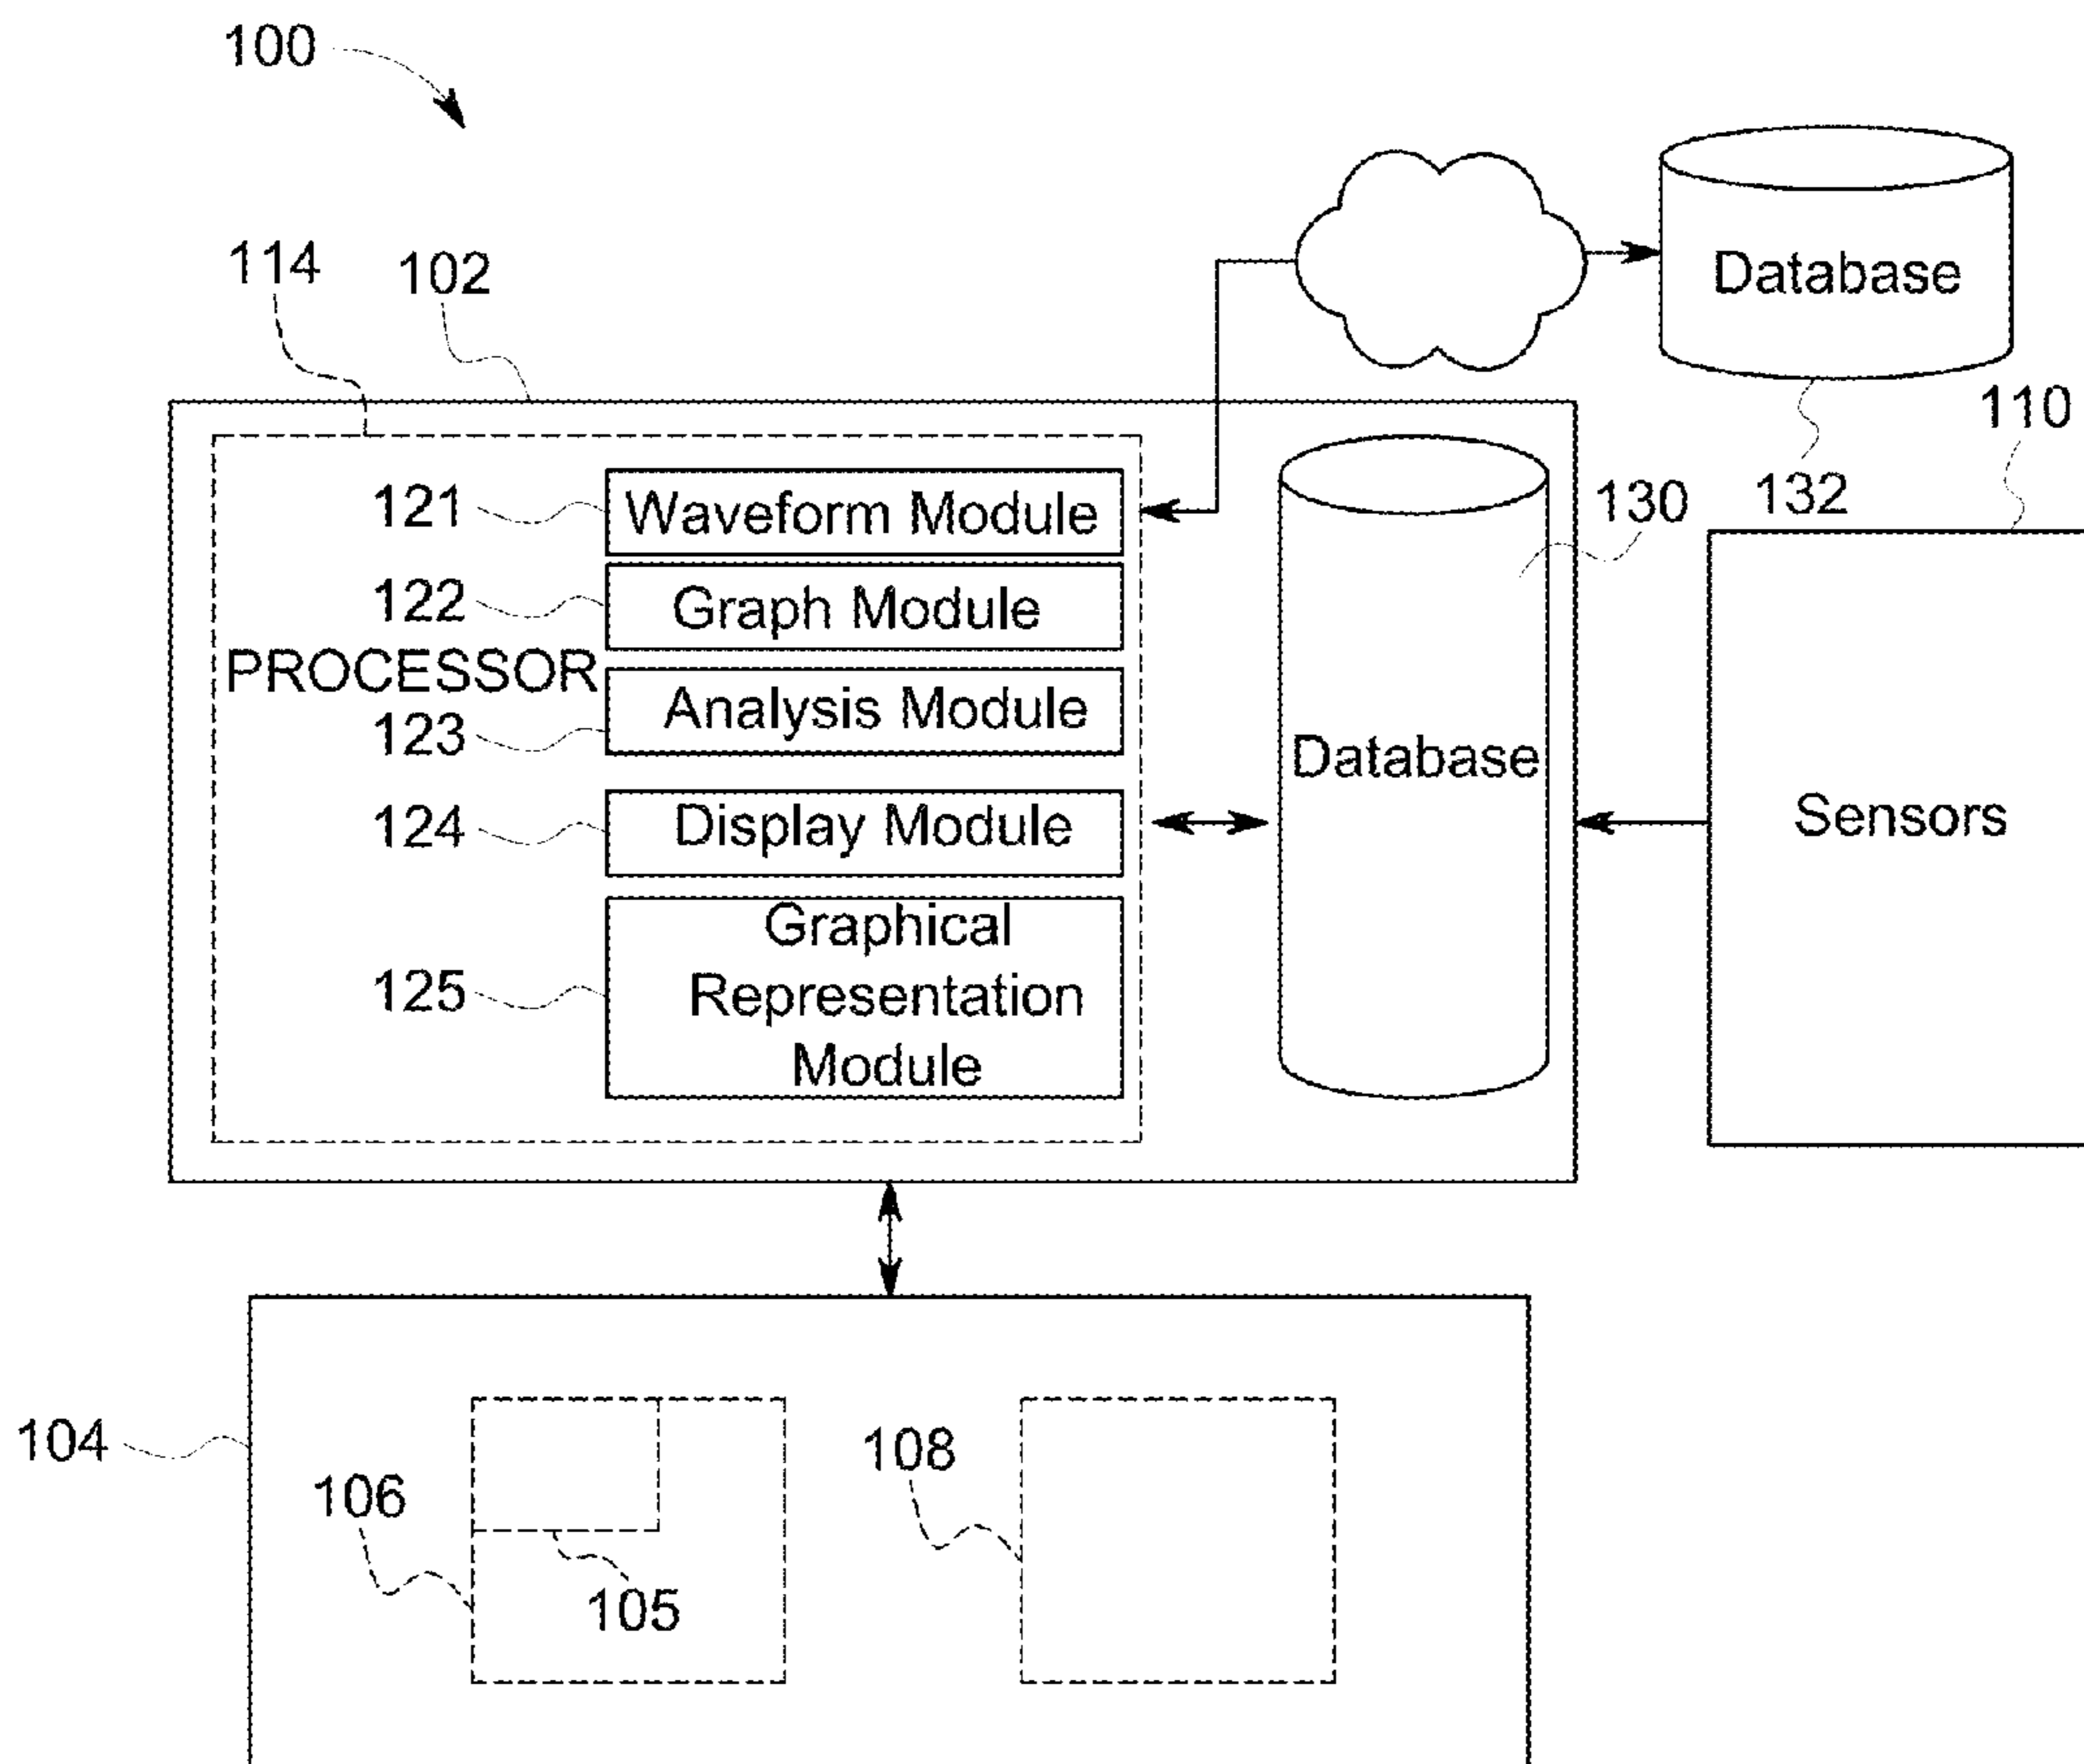 100
114
102
Database
132
110
121
Waveform Module
130
122
Graph Module
PROCESSOR
123
Analysis Module
Database
Sensors
124
Display Module
125
Graphical
Representation
Module
104
106
105
108